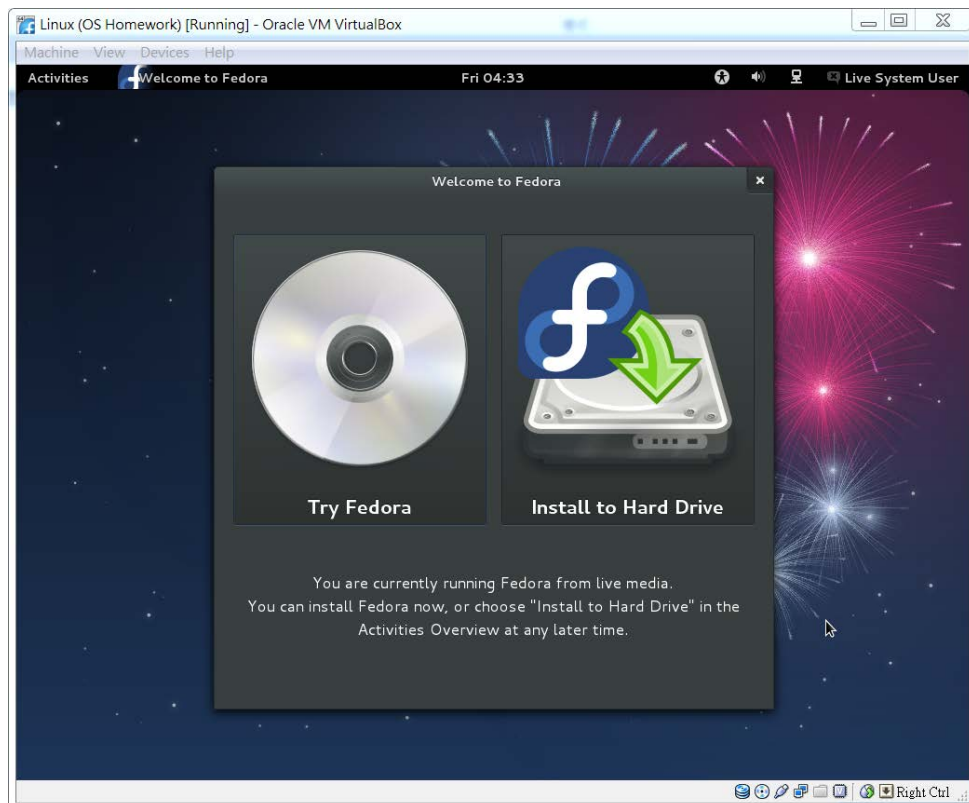 Linux (OS Homework) [Running] - Oracle VM VirtualBox
Machine View Devices Help
Activities Welcome to Fedora Fri 04:33 Live System User
Welcome to Fedora
Try Fedora Install to Hard Drive
You are currently running Fedora from live media.
You can install Fedora now, or choose "Install to Hard Drive" in the
Activities Overview at any later time.
Right Ctrl